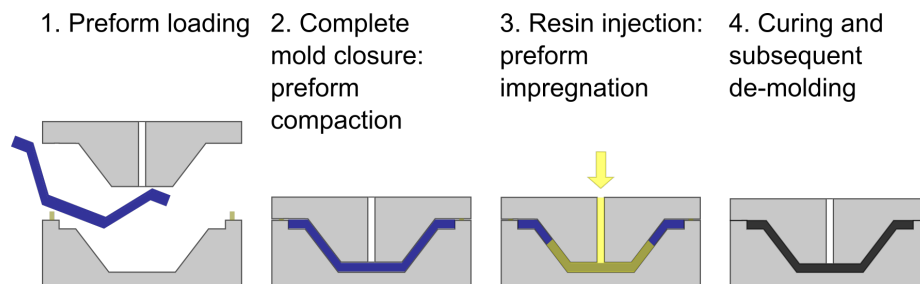 1. Preform loading
2. Complete
mold closure:
preform
compaction
3. Resin injection:
preform
impregnation
4. Curing and
subsequent
de-molding